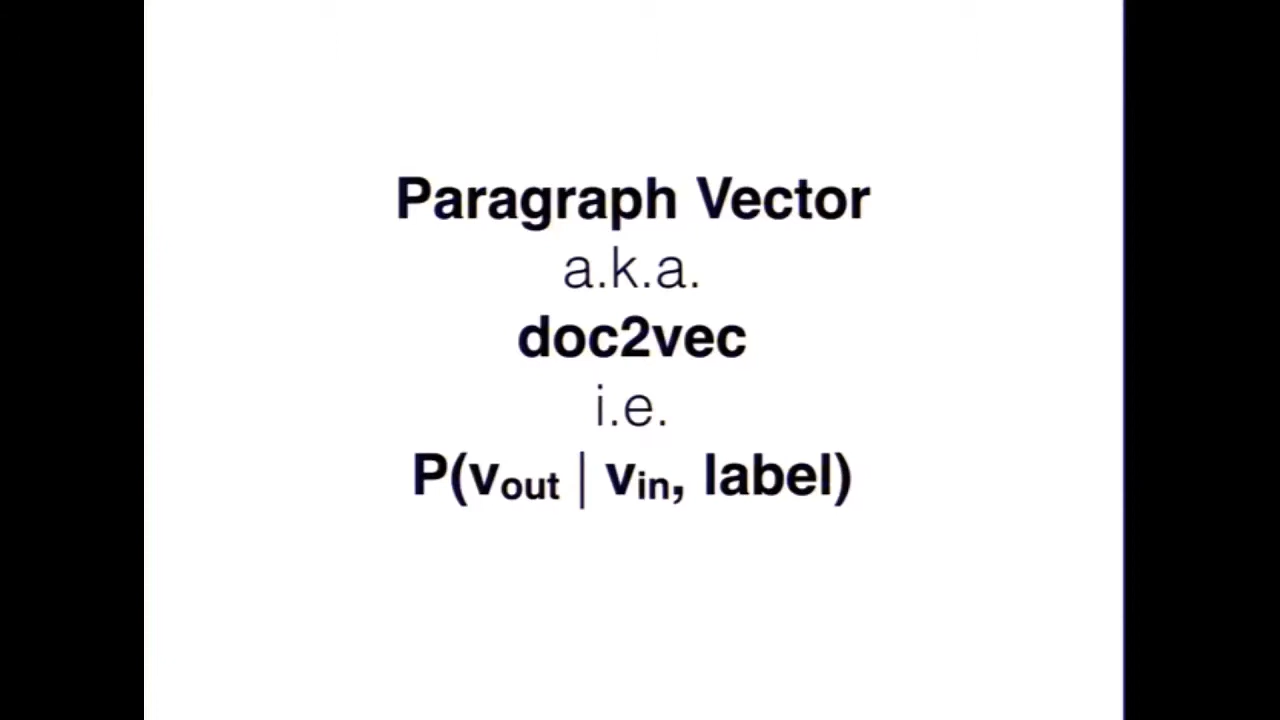 Paragraph Vector
a.k.a.
doc2vec
i.e.
P(vout | vin, label)